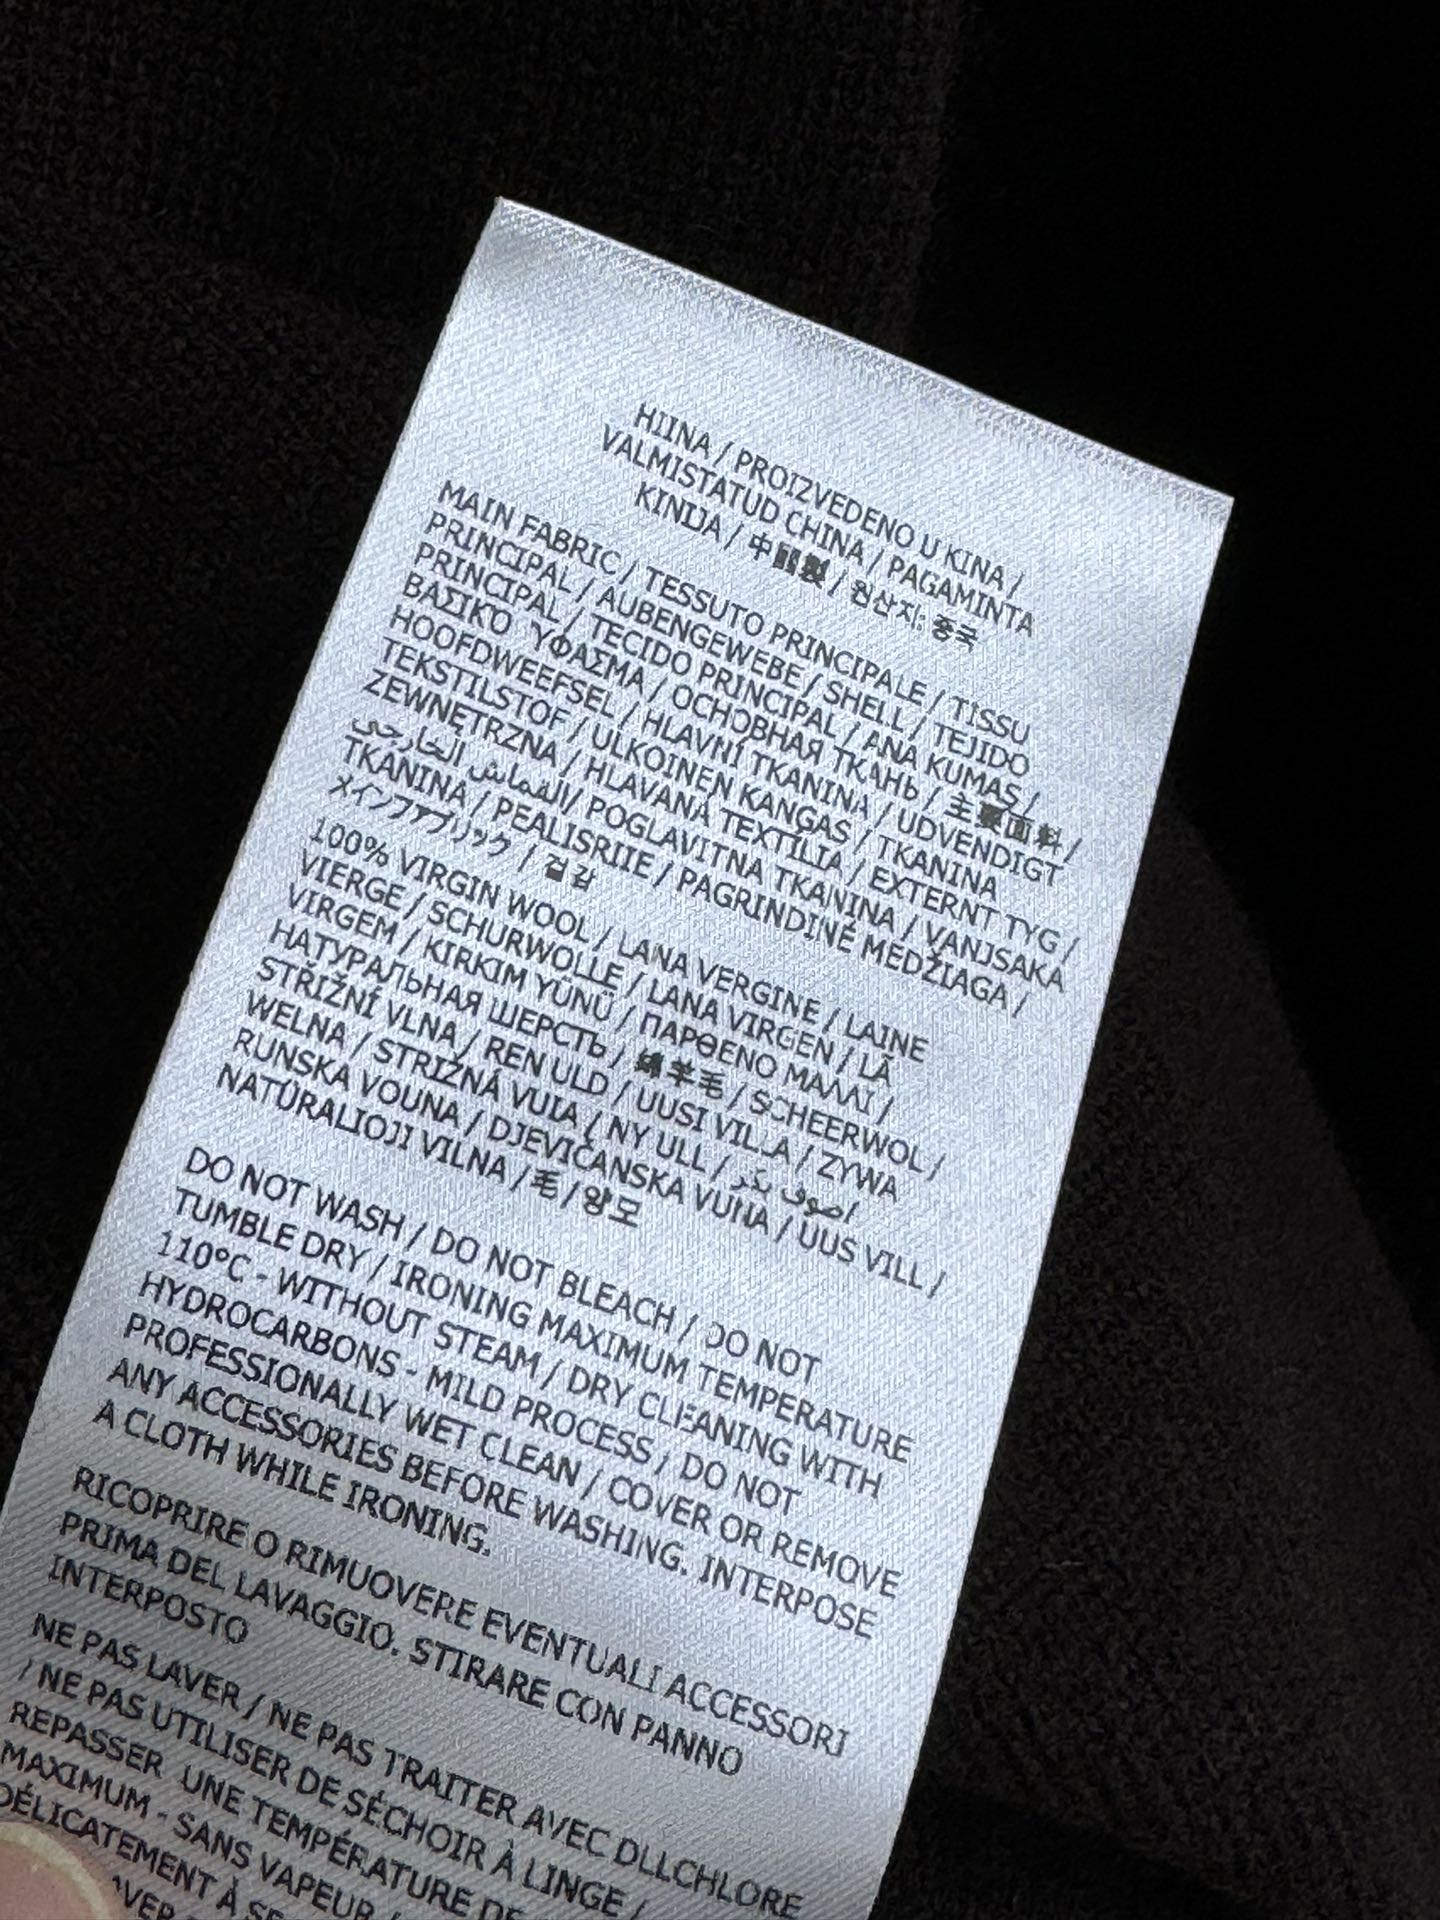 HIINA / PROIZVEDENO U KINA /
VALMISTATUD CHINA / PAGAMINTA
KINIJA / 中國製 / 원산지: 중국
MAIN FABRIC / TESSUTO PRINCIPALE / TISSU
PRINCIPAL / AUBENGEWEBE / SHELL / TEJIDO
PRINCIPAL / TECIDO PRINCIPAL / ANA KUMAS /
ΒΑΣΙΚΌ ΎΦΑΣΜΑ / ОСНОВНАЯ ТКАНЬ / 主要面料 /
HOOFDWEEFSEL / HLAVNÍ TKANINA / UDVENDIGT
TEKSTILSTOF / ULKOINEN KANGAS / TKANINA
ZEWNĘTRZNA / HLAVANA TEXTILIA / EXTERNT TYG /
القماش الخارجي/ POGLAVITNA TKANINA / VANJSAKA
TKANINA / PEALISRIIE / PAGRINDINĖ MEDŽIAGA /
メインファブリック / 겉감
100% VIRGIN WOOL / LANA VERGINE / LAINE
VIERGE / SCHURWOLLE / LANA VIRGEN / LÃ
VIRGEM / KIRKIM YÜNÜ / ΠΑΡΘΕΝΟ ΜΑΛΛΙ /
НАТУРАЛЬНАЯ ШЕРСТЬ / 绵羊毛 / SCHEERWOL /
STŘIŽNÍ VLNA / REN ULD / UUSI VILLA / ZYWA
WELNA / STRIŽNÁ VUIA / NY ULL / صوف بكر/
RUNSKA VOUNA / DJEVIČANSKA VUNA / UUS VILL /
NATŪRALIOJI VILNA / 毛 / 양모
DO NOT WASH / DO NOT BLEACH / DO NOT
TUMBLE DRY / IRONING MAXIMUM TEMPERATURE
110°C - WITHOUT STEAM / DRY CLEANING WITH
HYDROCARBONS - MILD PROCESS / DO NOT
PROFESSIONALLY WET CLEAN / COVER OR REMOVE
ANY ACCESSORIES BEFORE WASHING. INTERPOSE
A CLOTH WHILE IRONING.
RICOPRIRE O RIMUOVERE EVENTUALI ACCESSORI
PRIMA DEL LAVAGGIO. STIRARE CON PANNO
INTERPOSTO
NE PAS LAVER / NE PAS TRAITER AVEC DLLCHLORE
/ NE PAS UTILISER DE SÉCHOIR À LINGE /
REPASSER UNE TEMPÉRATURE DE
MAXIMUM - SANS VAPEUR /
DÉLICATEMENT À